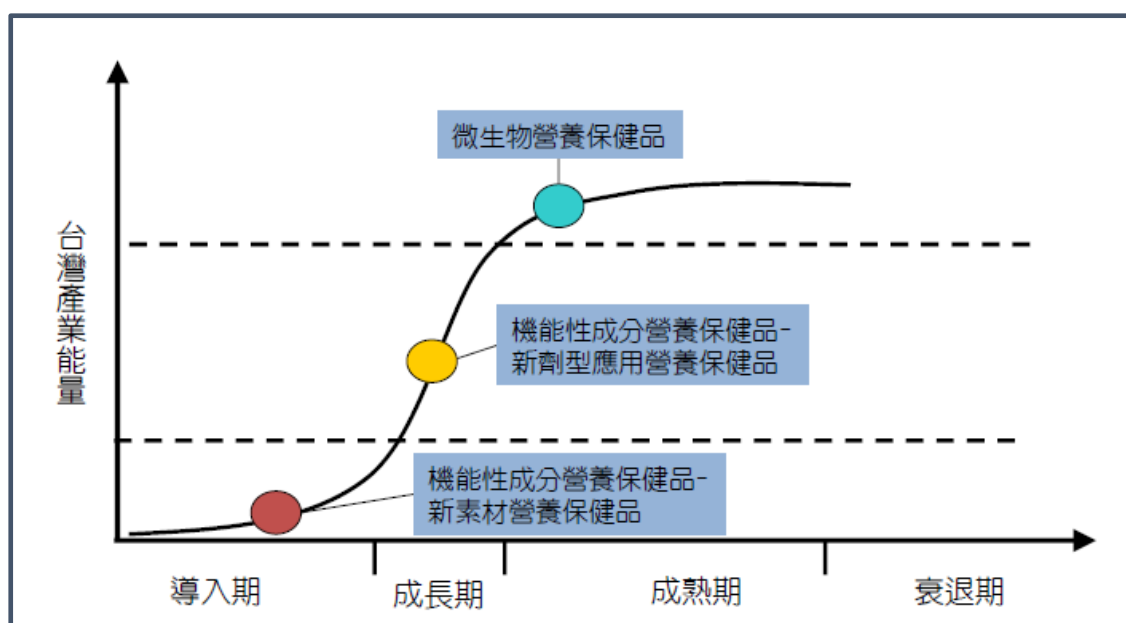 微生物營養保健品
台灣產業能量
機能性成分營養保健品-
新劑型應用營養保健品
機能性成分營養保健品-
新素材營養保健品
導入期
成長期
成熟期
衰退期